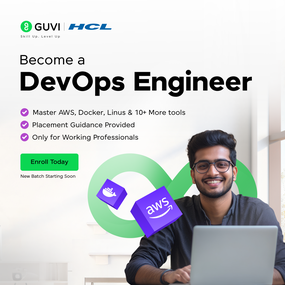 GUVI | HCL
Skill Up. Level Up
Become a
DevOps Engineer
Master AWS, Docker, Linus & 10+ More tools
Placement Guidance Provided
Only for Working Professionals
Enroll Today
New Batch Starting Soon
aws